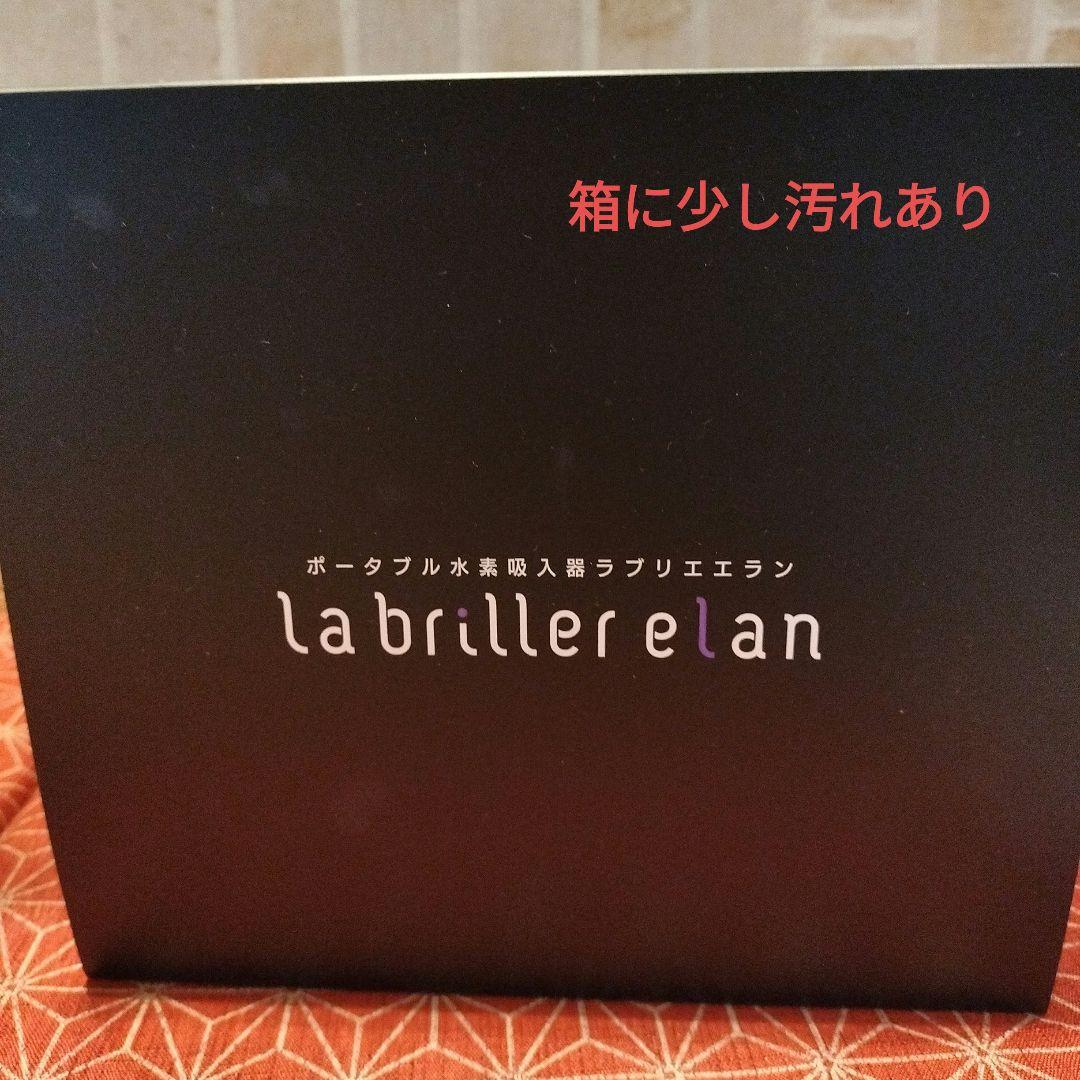 箱に少し汚れあり
ポータブル水素吸入器ラブリエエラン
la briller elan